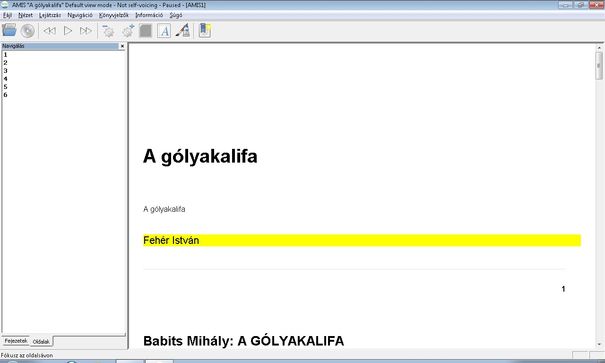 AMIS "A gólyakalifa" Default view mode - Not self-voicing - Paused - [AMIS1]
Fájl Nézet Lejátszás Navigáció Könyvjelzők Információ Súgó
Navigálás
1
2
3
4
5
6
A gólyakalifa
A gólyakalifa
Fehér István
1
Babits Mihály: A GÓLYAKALIFA
Fejezetek Oldalak
Fókusz az oldalsávon